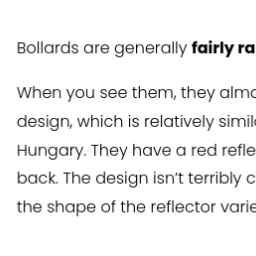 Bollards are generally fairly ra
When you see them, they almo
design, which is relatively simil
Hungary. They have a red refle
back. The design isn't terribly c
the shape of the reflector varie